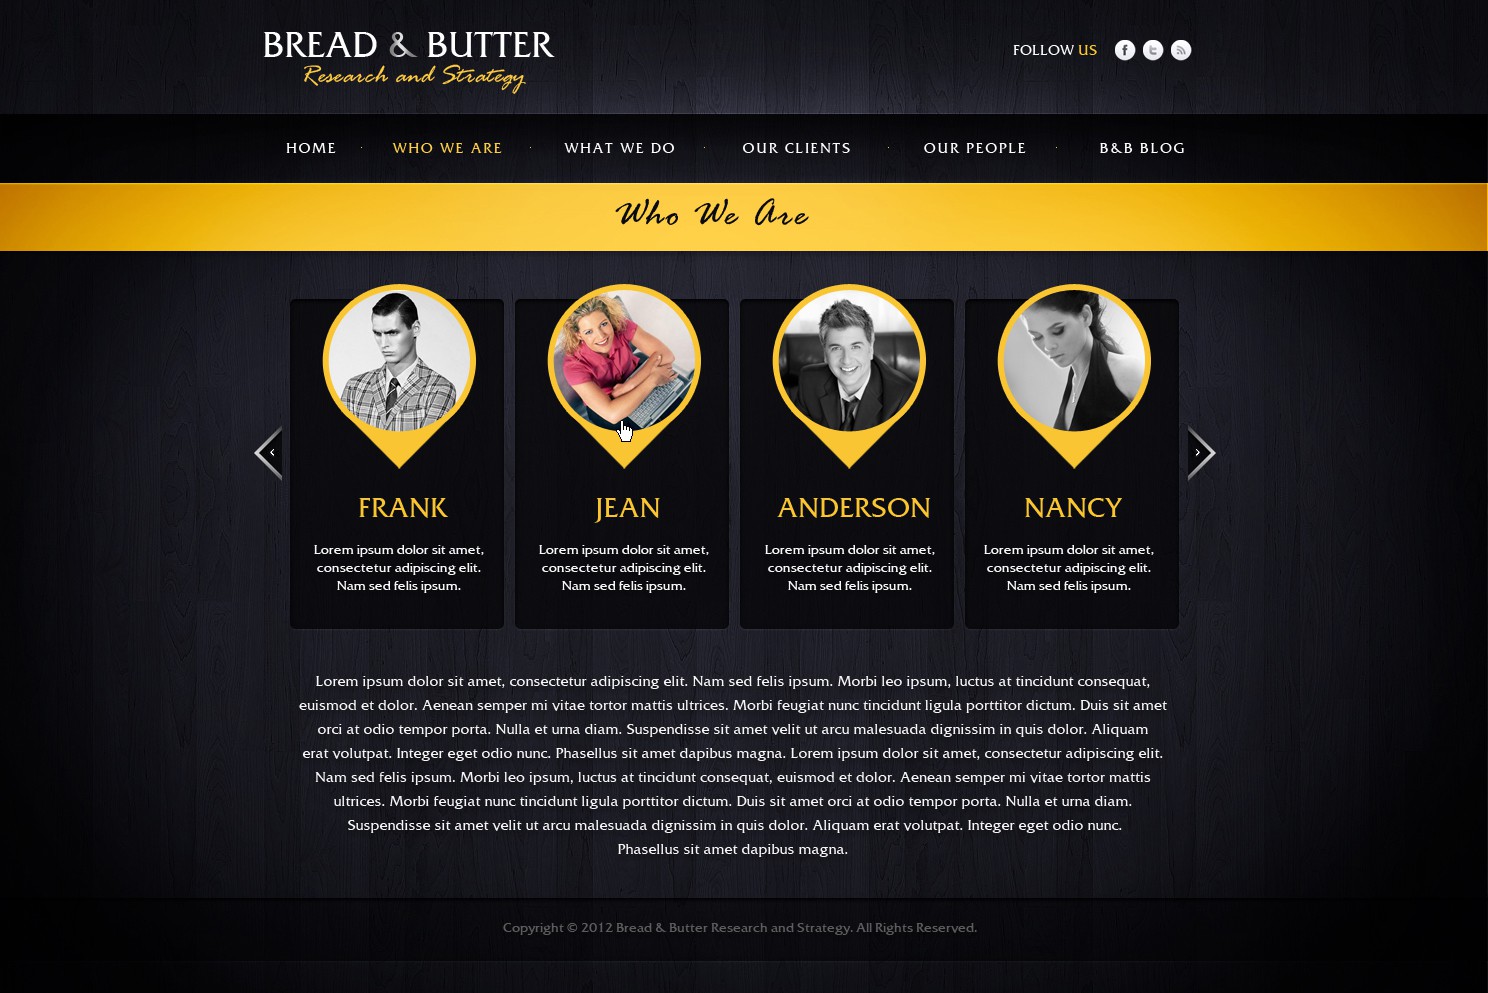 BREAD & BUTTER
Research and Strategy
FOLLOW US
HOME · WHO WE ARE · WHAT WE DO · OUR CLIENTS · OUR PEOPLE · B&B BLOG
Who We Are
FRANK
Lorem ipsum dolor sit amet,
consectetur adipiscing elit.
Nam sed felis ipsum.
JEAN
Lorem ipsum dolor sit amet,
consectetur adipiscing elit.
Nam sed felis ipsum.
ANDERSON
Lorem ipsum dolor sit amet,
consectetur adipiscing elit.
Nam sed felis ipsum.
NANCY
Lorem ipsum dolor sit amet,
consectetur adipiscing elit.
Nam sed felis ipsum.
Lorem ipsum dolor sit amet, consectetur adipiscing elit. Nam sed felis ipsum. Morbi leo ipsum, luctus at tincidunt consequat,
euismod et dolor. Aenean semper mi vitae tortor mattis ultrices. Morbi feugiat nunc tincidunt ligula porttitor dictum. Duis sit amet
orci at odio tempor porta. Nulla et urna diam. Suspendisse sit amet velit ut arcu malesuada dignissim in quis dolor. Aliquam
erat volutpat. Integer eget odio nunc. Phasellus sit amet dapibus magna. Lorem ipsum dolor sit amet, consectetur adipiscing elit.
Nam sed felis ipsum. Morbi leo ipsum, luctus at tincidunt consequat, euismod et dolor. Aenean semper mi vitae tortor mattis
ultrices. Morbi feugiat nunc tincidunt ligula porttitor dictum. Duis sit amet orci at odio tempor porta. Nulla et urna diam.
Suspendisse sit amet velit ut arcu malesuada dignissim in quis dolor. Aliquam erat volutpat. Integer eget odio nunc.
Phasellus sit amet dapibus magna.
Copyright © 2012 Bread & Butter Research and Strategy. All Rights Reserved.